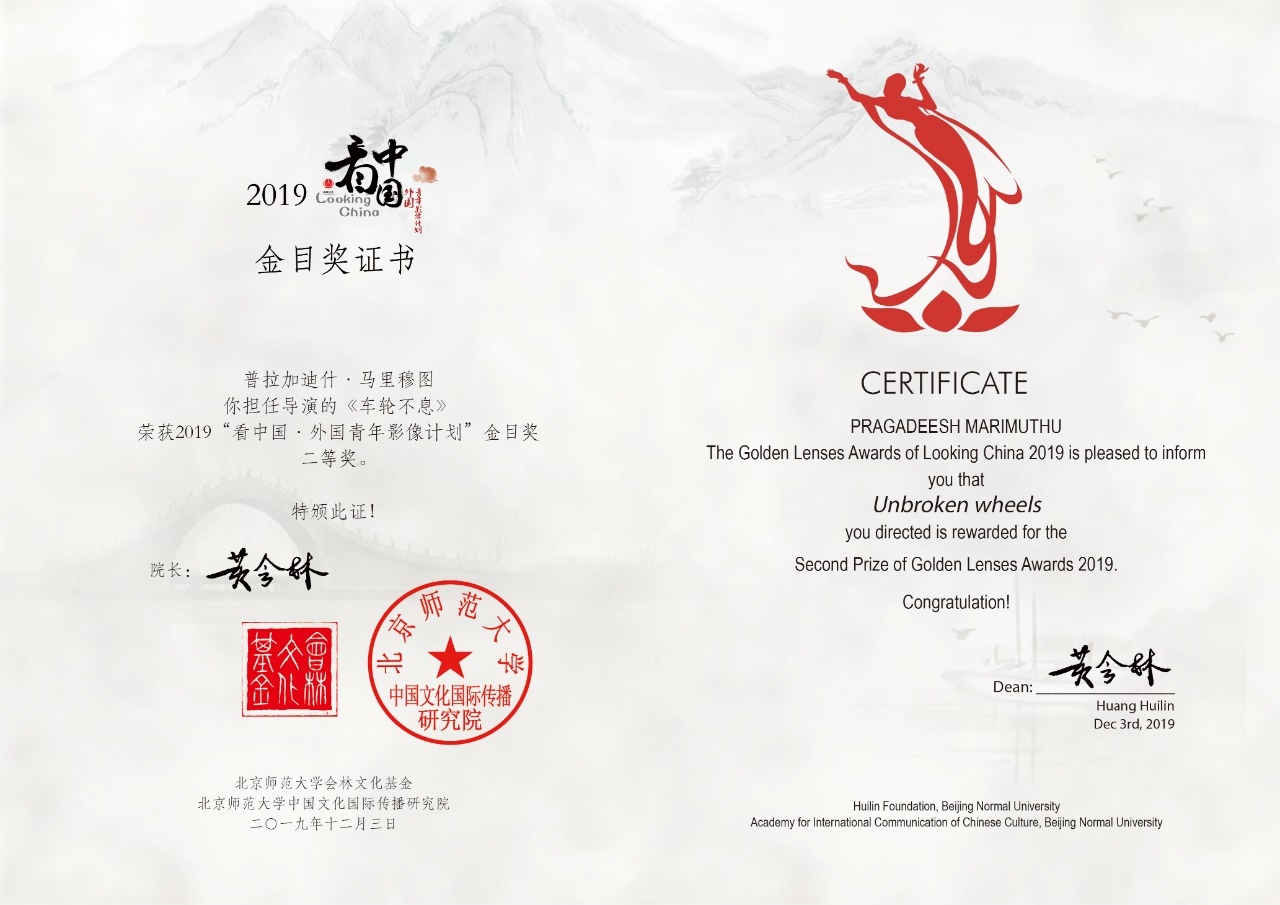 2019
看中国
Looking
China
外国
青年影像计划
金目奖证书
普拉加迪什·马里穆图
你担任导演的《车轮不息》
荣获2019“看中国·外国青年影像计划”金目奖
二等奖。
特颁此证!
院长: 黄会林
會林
文化
基金
北京师范大学
中国文化国际传播
研究院
北京师范大学会林文化基金
北京师范大学中国文化国际传播研究院
二〇一九年十二月三日
CERTIFICATE
PRAGADEESH MARIMUTHU
The Golden Lenses Awards of Looking China 2019 is pleased to inform
you that
Unbroken wheels
you directed is rewarded for the
Second Prize of Golden Lenses Awards 2019.
Congratulation!
Dean: 黄会林
Huang Huilin
Dec 3rd, 2019
Huilin Foundation, Beijing Normal University
Academy for International Communication of Chinese Culture, Beijing Normal University